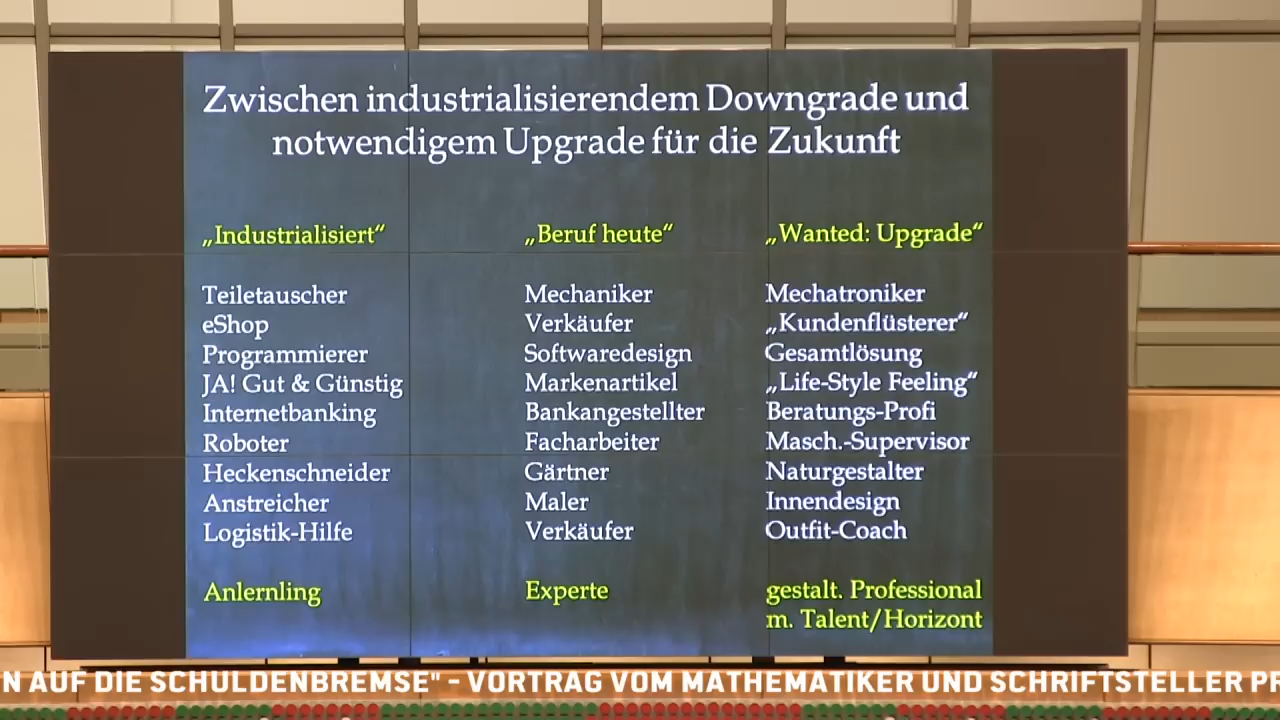 Zwischen industrialisierendem Downgrade und
notwendigem Upgrade für die Zukunft
„Industrialisiert“ „Beruf heute“ „Wanted: Upgrade“
Teiletauscher Mechaniker Mechatroniker
eShop Verkäufer „Kundenflüsterer“
Programmierer Softwaredesign Gesamtlösung
JA! Gut & Günstig Markenartikel „Life-Style Feeling“
Internetbanking Bankangestellter Beratungs-Profi
Roboter Facharbeiter Masch.-Supervisor
Heckenschneider Gärtner Naturgestalter
Anstreicher Maler Innendesign
Logistik-Hilfe Verkäufer Outfit-Coach
Anlernling Experte gestalt. Professional
m. Talent/Horizont
AUF DIE SCHULDENBREMSE" - VORTRAG VOM MATHEMATIKER UND SCHRIFTSTELLER